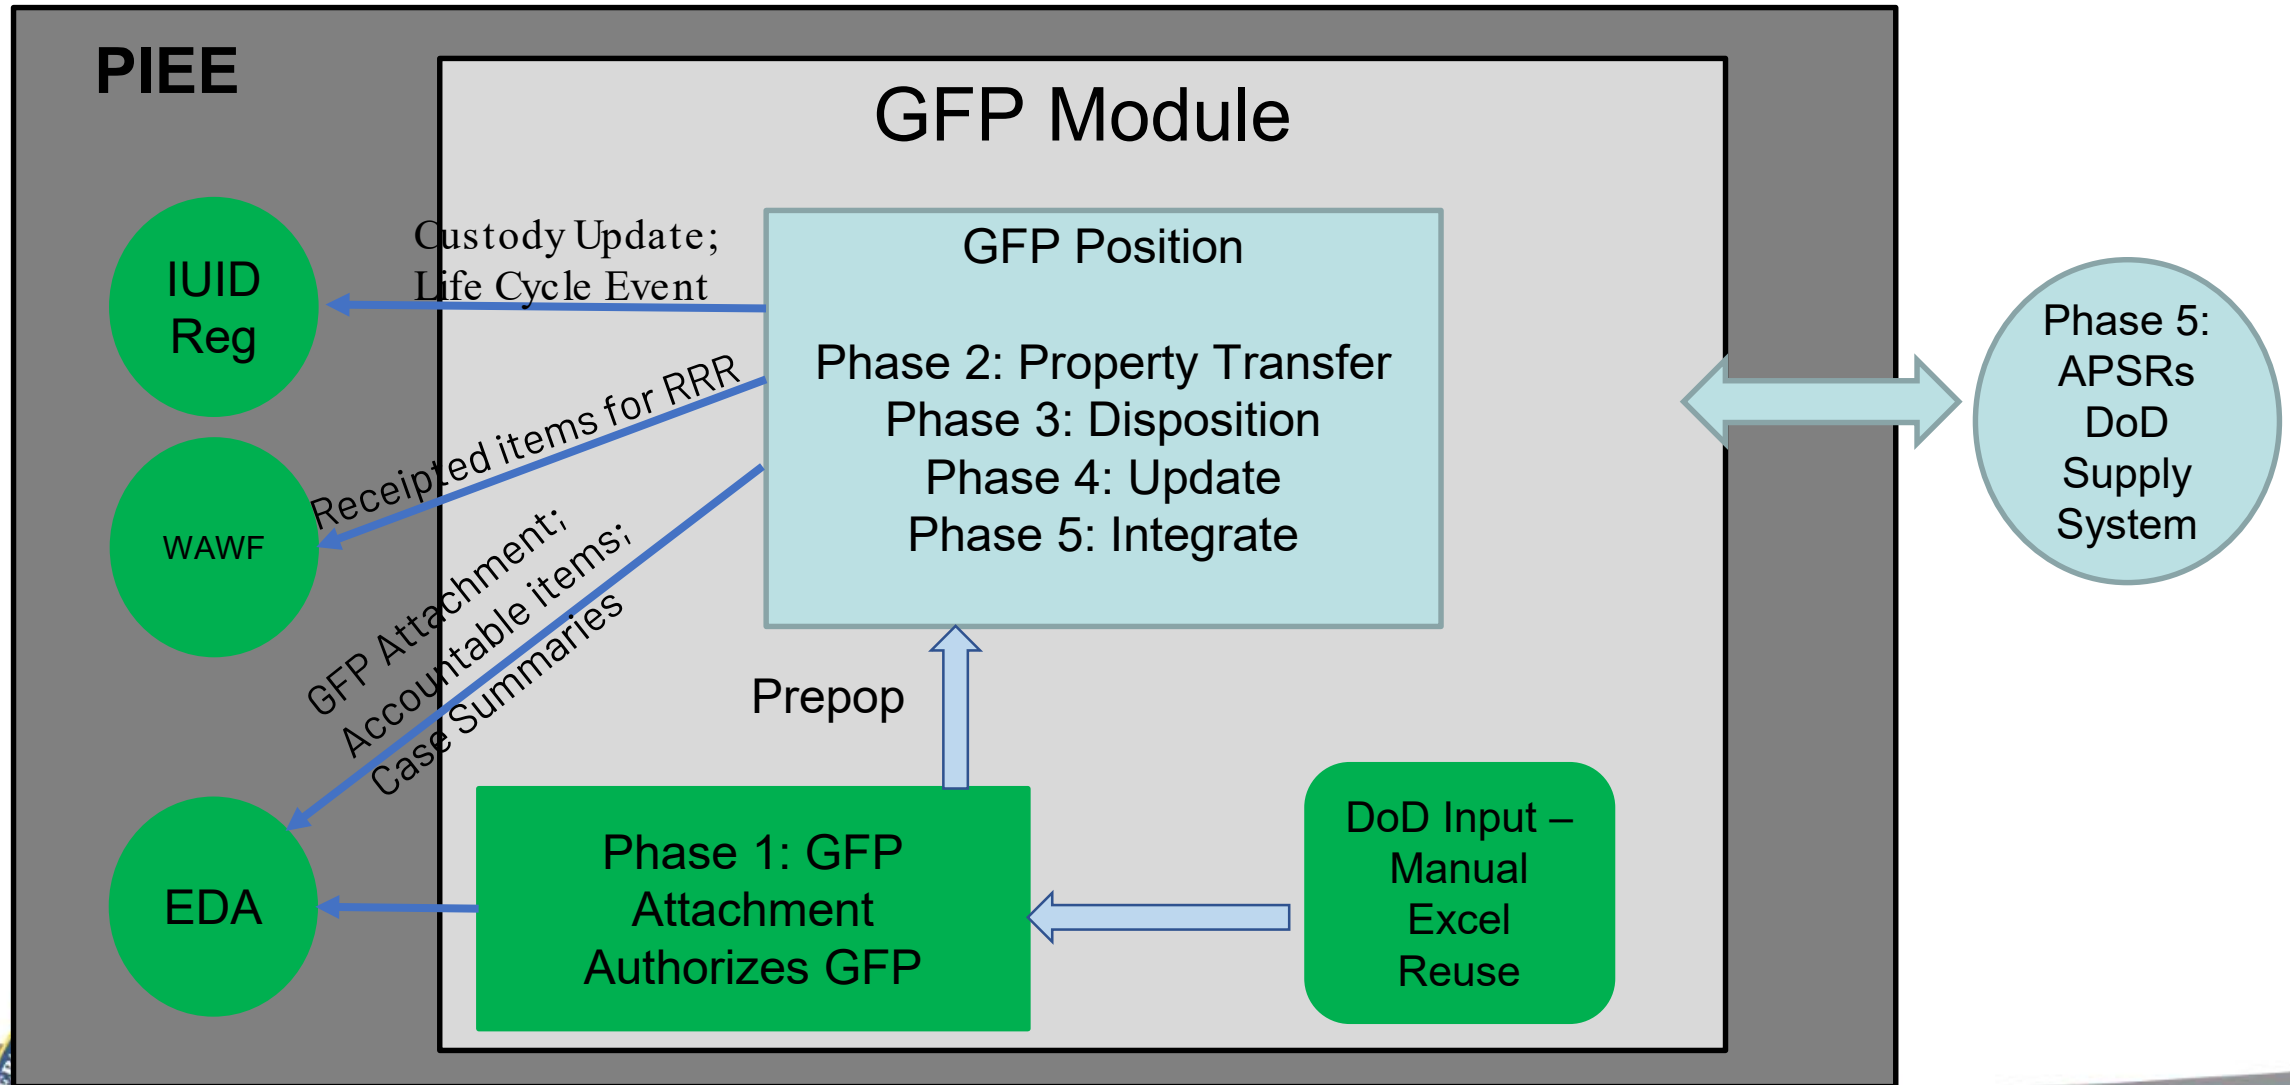 PIEE
GFP Module
IUID
Reg
Custody Update;
Life Cycle Event
GFP Position
Phase 2: Property Transfer
Phase 3: Disposition
Phase 4: Update
Phase 5: Integrate
Phase 5:
APSRs
DoD
Supply
System
WAWF
Receipted items for RRR
GFP Attachment;
Accountable items;
Case Summaries
Prepop
EDA
Phase 1: GFP
Attachment
Authorizes GFP
DoD Input –
Manual
Excel
Reuse